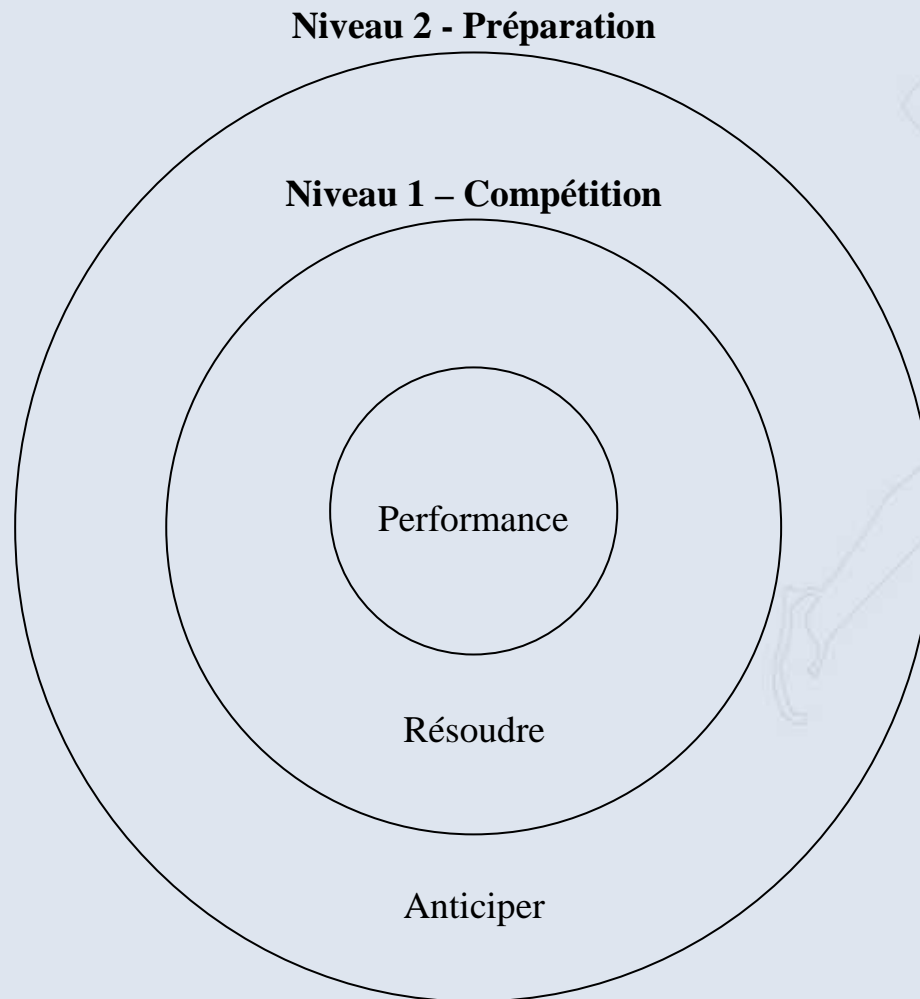 Niveau 2 - Préparation
Niveau 1 – Compétition
Performance
Résoudre
Anticiper